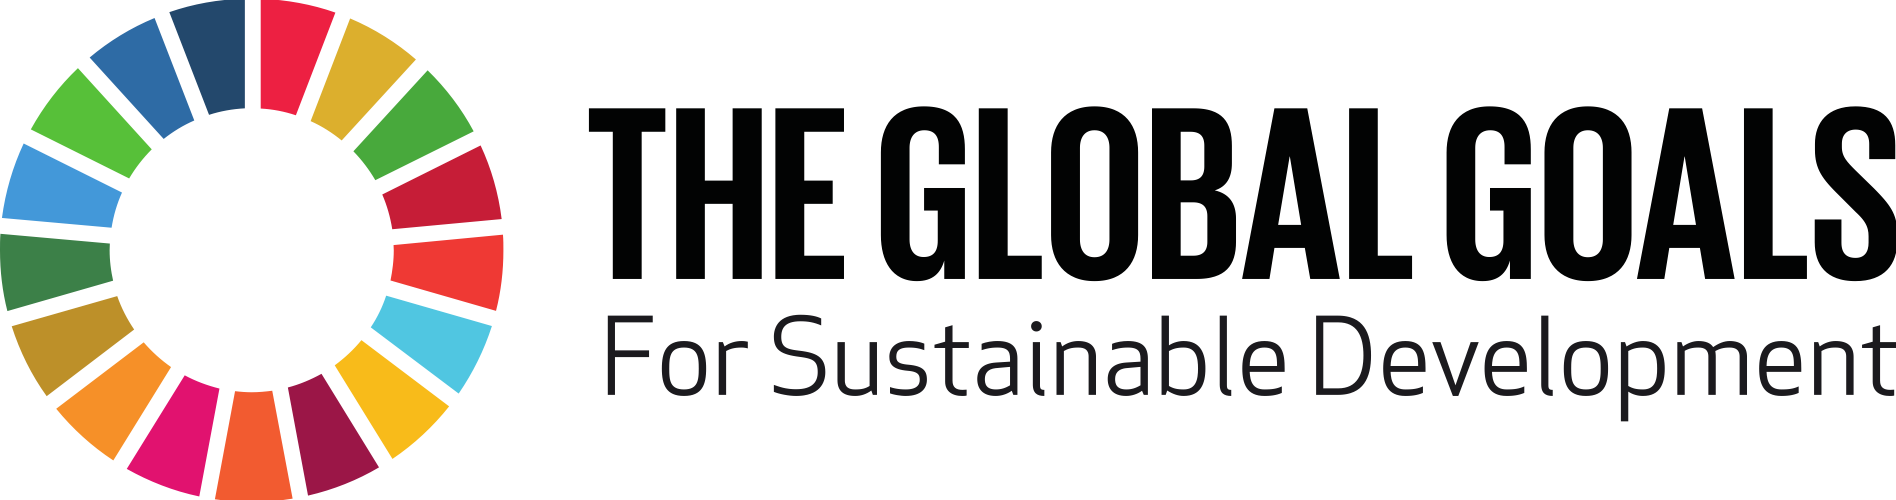 THE GLOBAL GOALS
For Sustainable Development